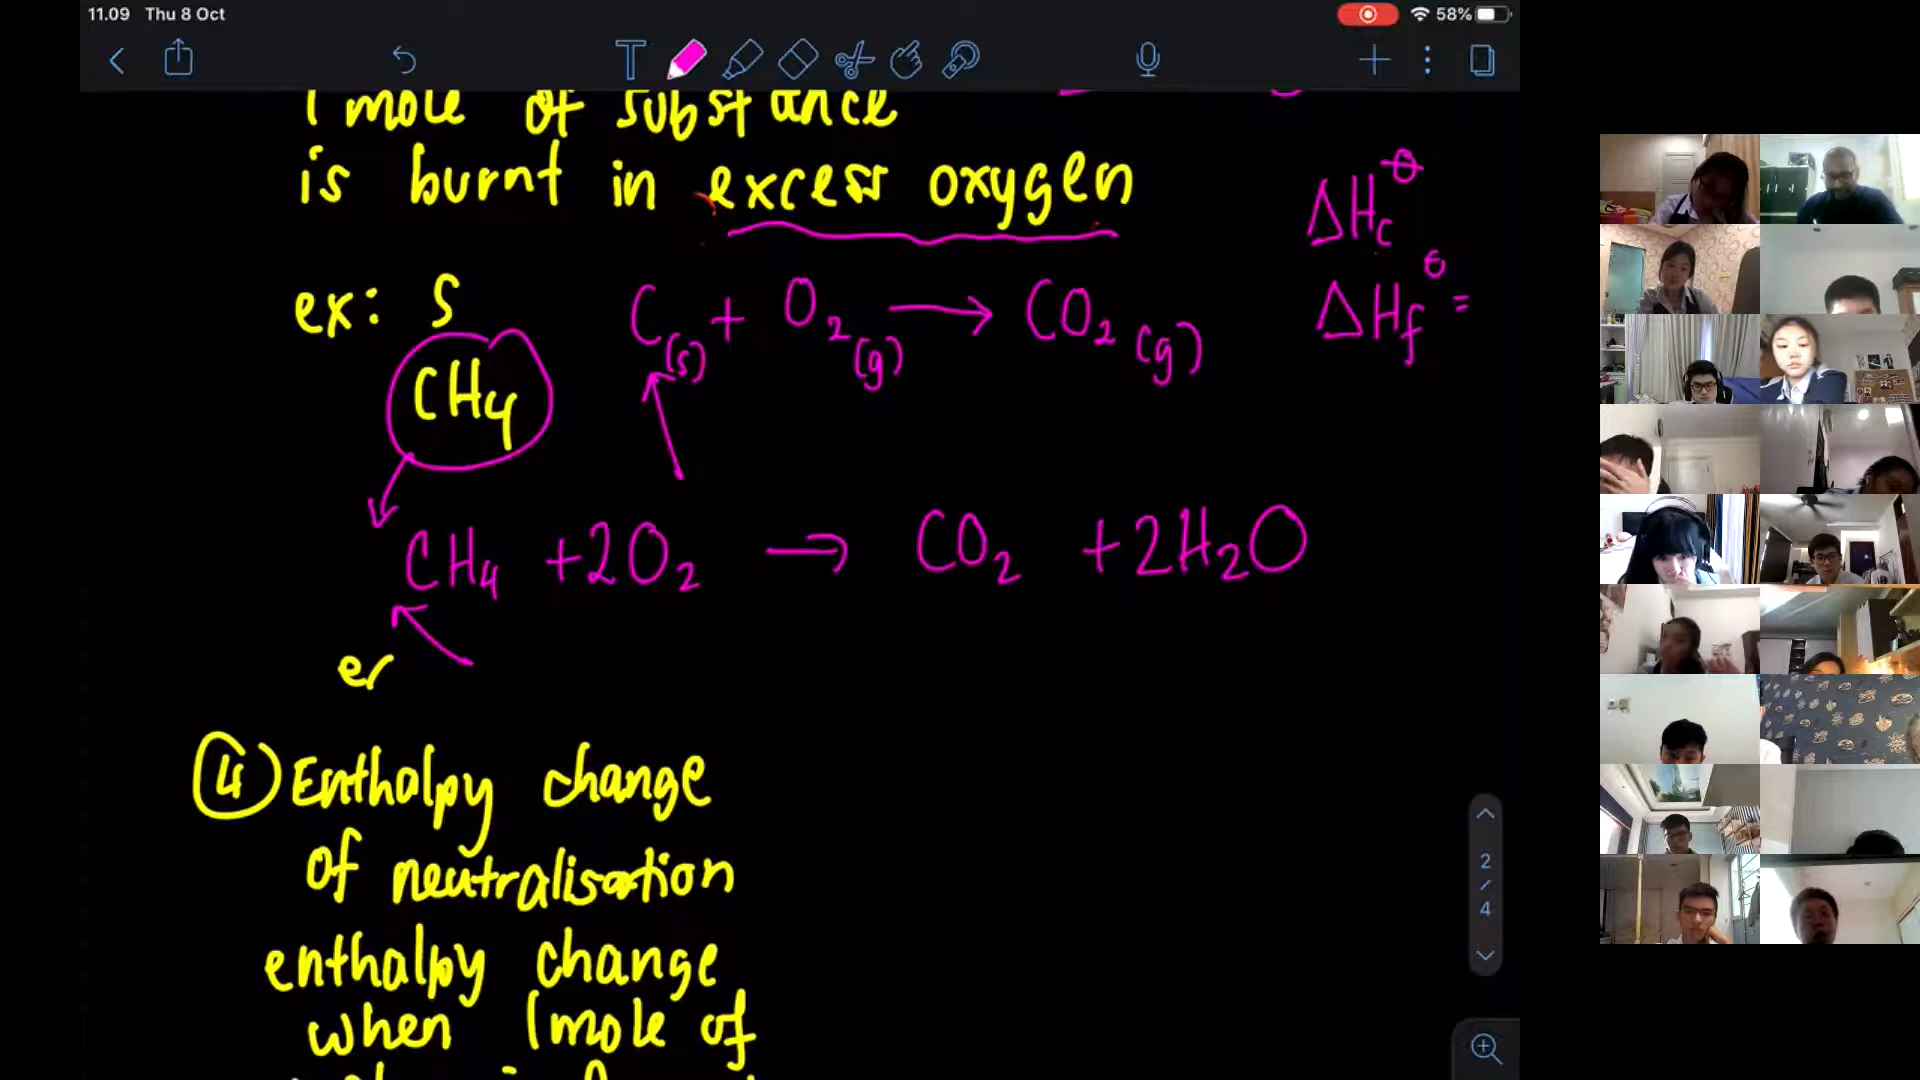 11.09 Thu 8 Oct
58%
1 mole of substance
is burnt in excess oxygen
ΔHc⦵
ex: S
C(s) + O₂(g) → CO₂(g)
ΔHf⦵ =
CH₄
CH₄ + 2O₂ → CO₂ + 2H₂O
er
④ Enthalpy change
of neutralisation
enthalpy change
when 1 mole of
2
/
4